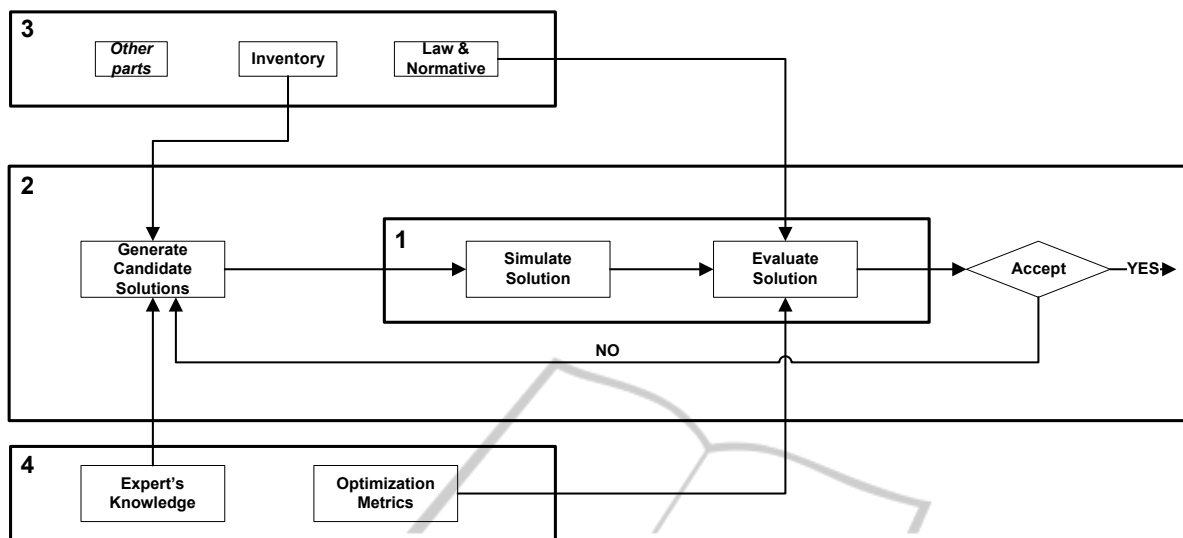 3
Other
parts
Inventory
Law &
Normative
2
1
Generate
Candidate
Solutions
Simulate
Solution
Evaluate
Solution
Accept
YES
NO
4
Expert's
Knowledge
Optimization
Metrics